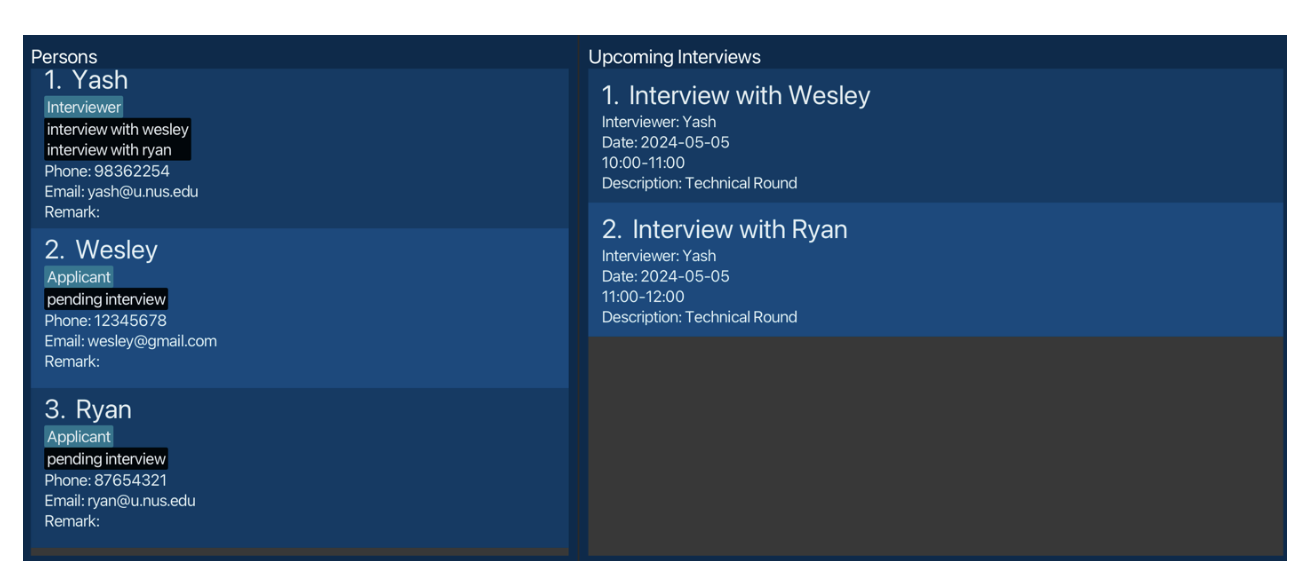 Persons
1. Yash
Interviewer
interview with wesley
interview with ryan
Phone: 98362254
Email: yash@u.nus.edu
Remark:
2. Wesley
Applicant
pending interview
Phone: 12345678
Email: wesley@gmail.com
Remark:
3. Ryan
Applicant
pending interview
Phone: 87654321
Email: ryan@u.nus.edu
Remark:
Upcoming Interviews
1. Interview with Wesley
Interviewer: Yash
Date: 2024-05-05
10:00-11:00
Description: Technical Round
2. Interview with Ryan
Interviewer: Yash
Date: 2024-05-05
11:00-12:00
Description: Technical Round